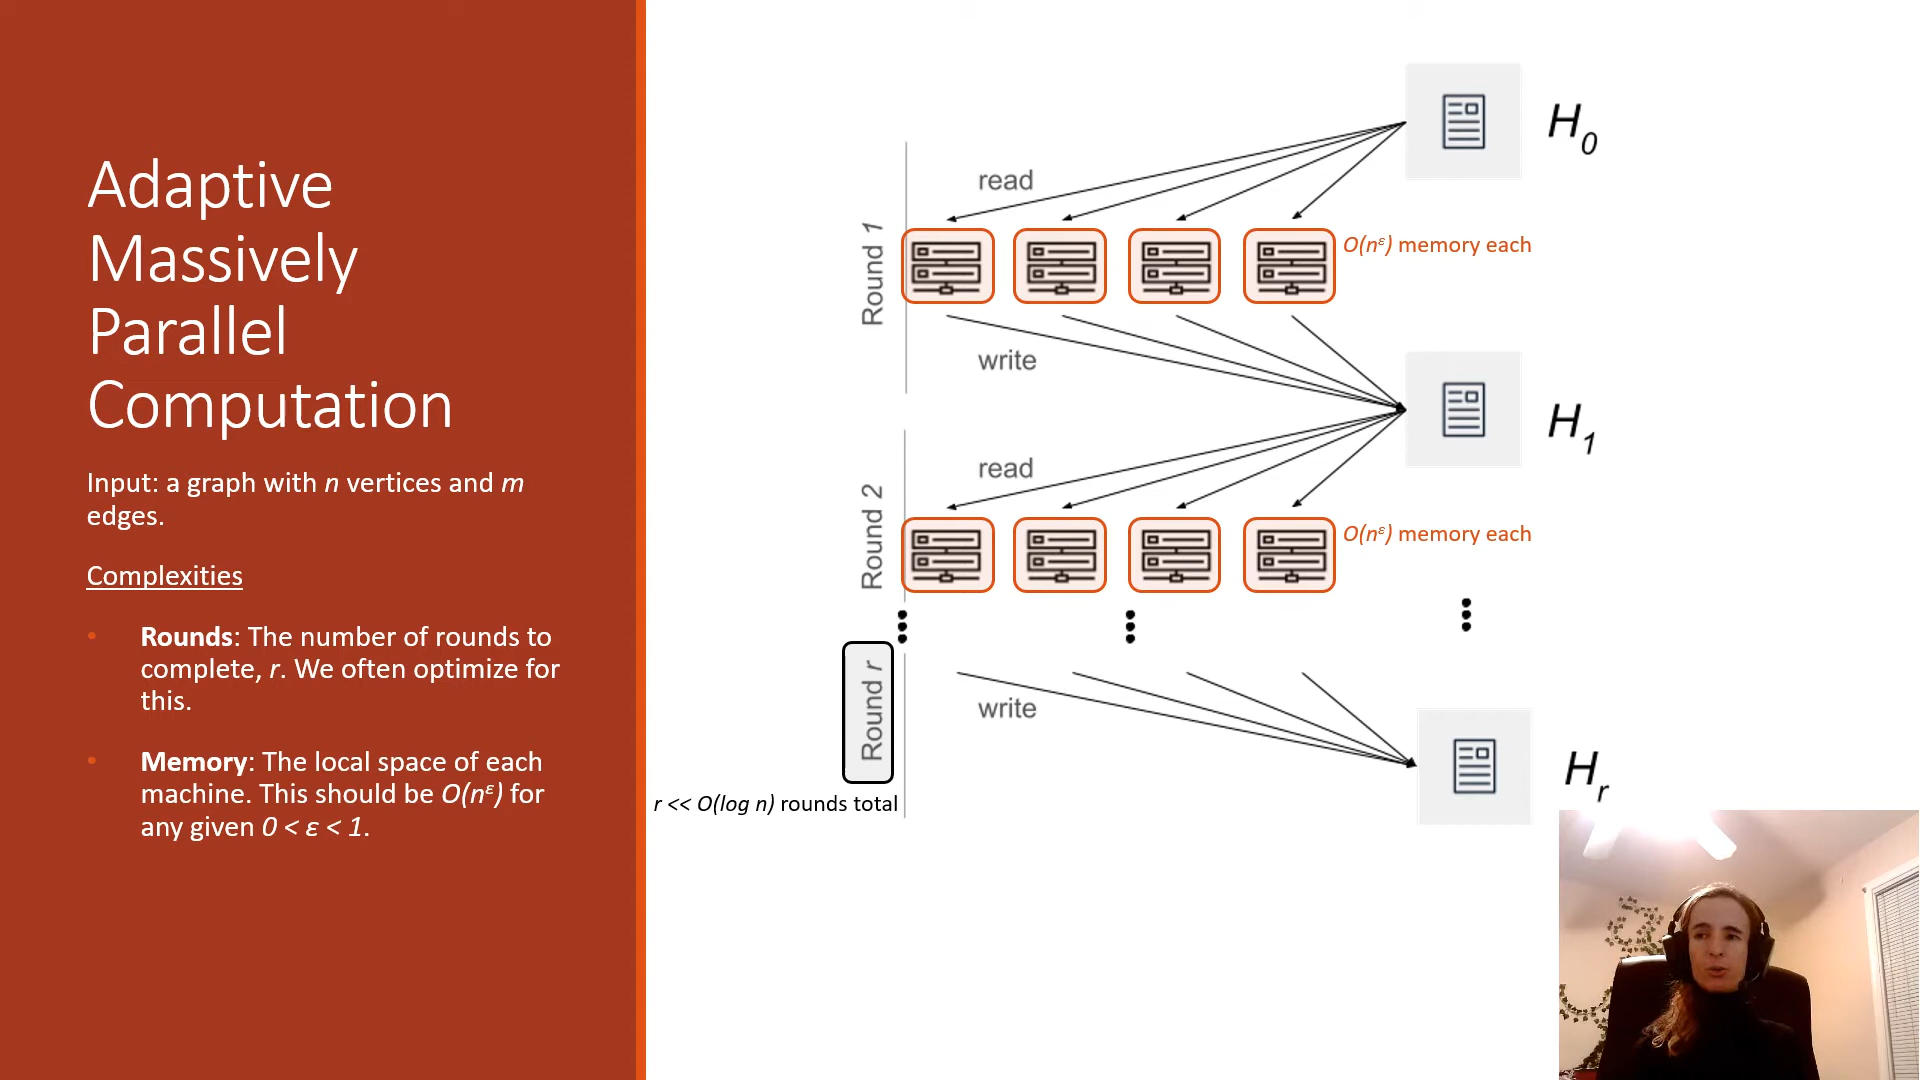 Adaptive
Massively
Parallel
Computation
Input: a graph with n vertices and m
edges.
Complexities
• Rounds: The number of rounds to
complete, r. We often optimize for
this.
• Memory: The local space of each
machine. This should be O(nᵋ) for
any given 0 < ε < 1.
H₀
read
Round 1
O(nᵋ) memory each
write
H₁
read
Round 2
O(nᵋ) memory each
Round r
write
r << O(log n) rounds total
Hᵣ